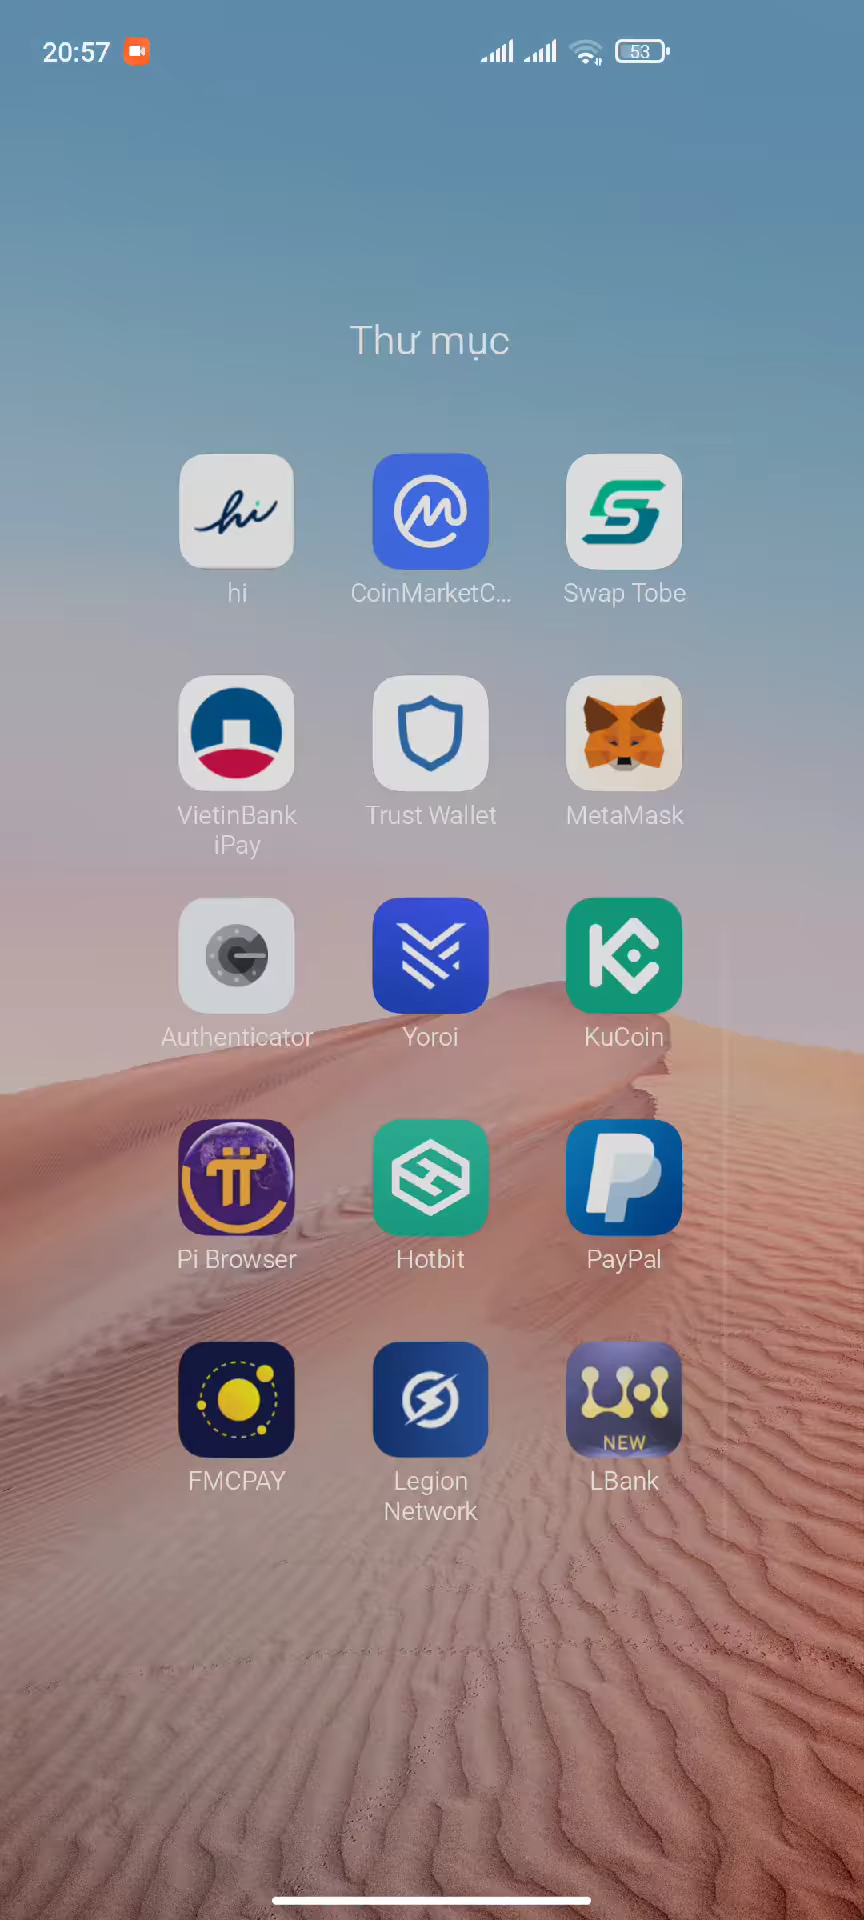 20:57
53
Thư mục
hi
hi
CoinMarketC...
Swap Tobe
VietinBank
iPay
Trust Wallet
MetaMask
Authenticator
Yoroi
KuCoin
Pi Browser
Hotbit
PayPal
NEW
FMCPAY
Legion
Network
LBank